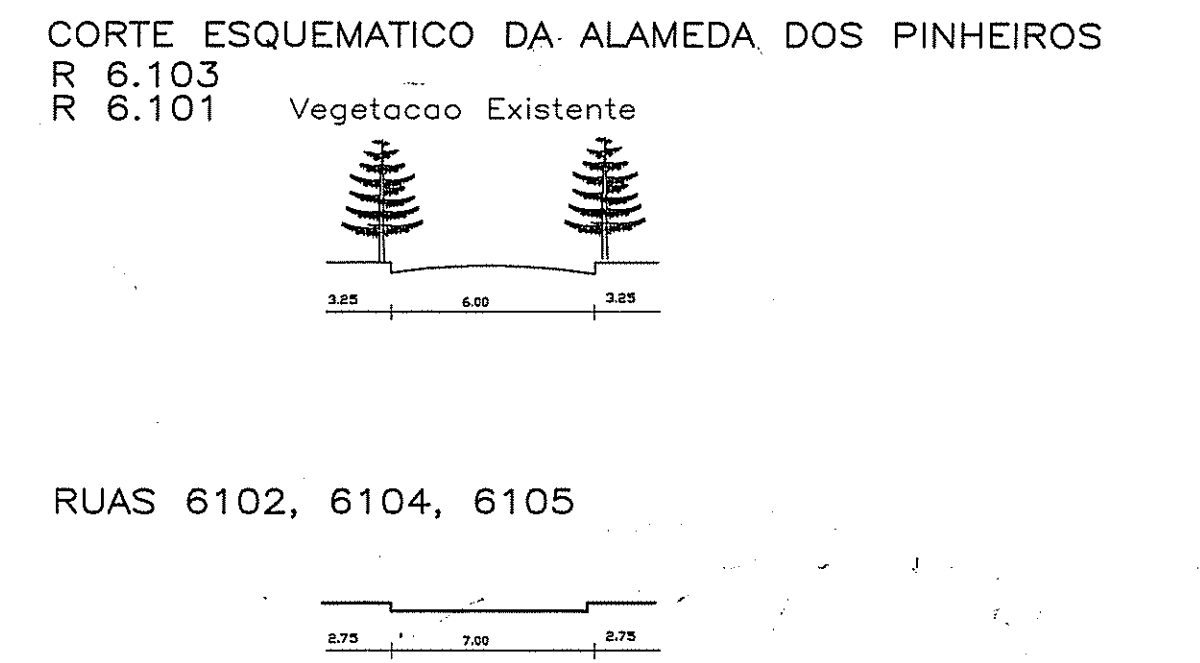 CORTE ESQUEMATICO DA ALAMEDA DOS PINHEIROS
R 6.103
R 6.101 Vegetacao Existente
3.25 6.00 3.25
RUAS 6102, 6104, 6105
2.75 7.00 2.75